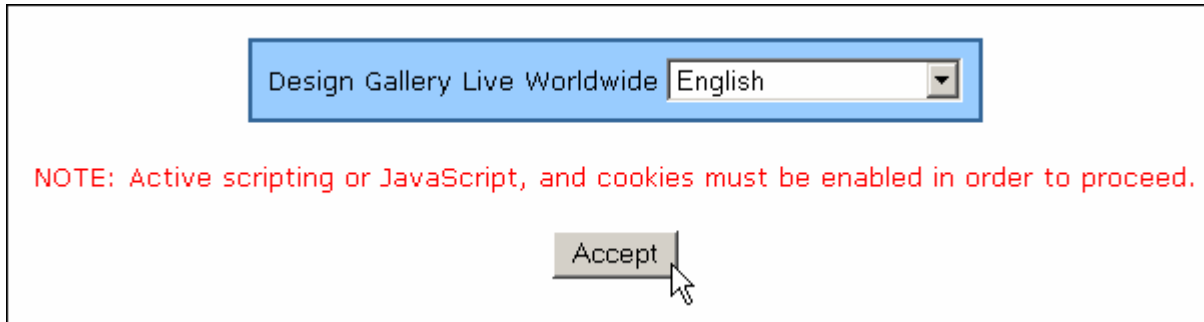 Design Gallery Live Worldwide English
NOTE: Active scripting or JavaScript, and cookies must be enabled in order to proceed.
Accept